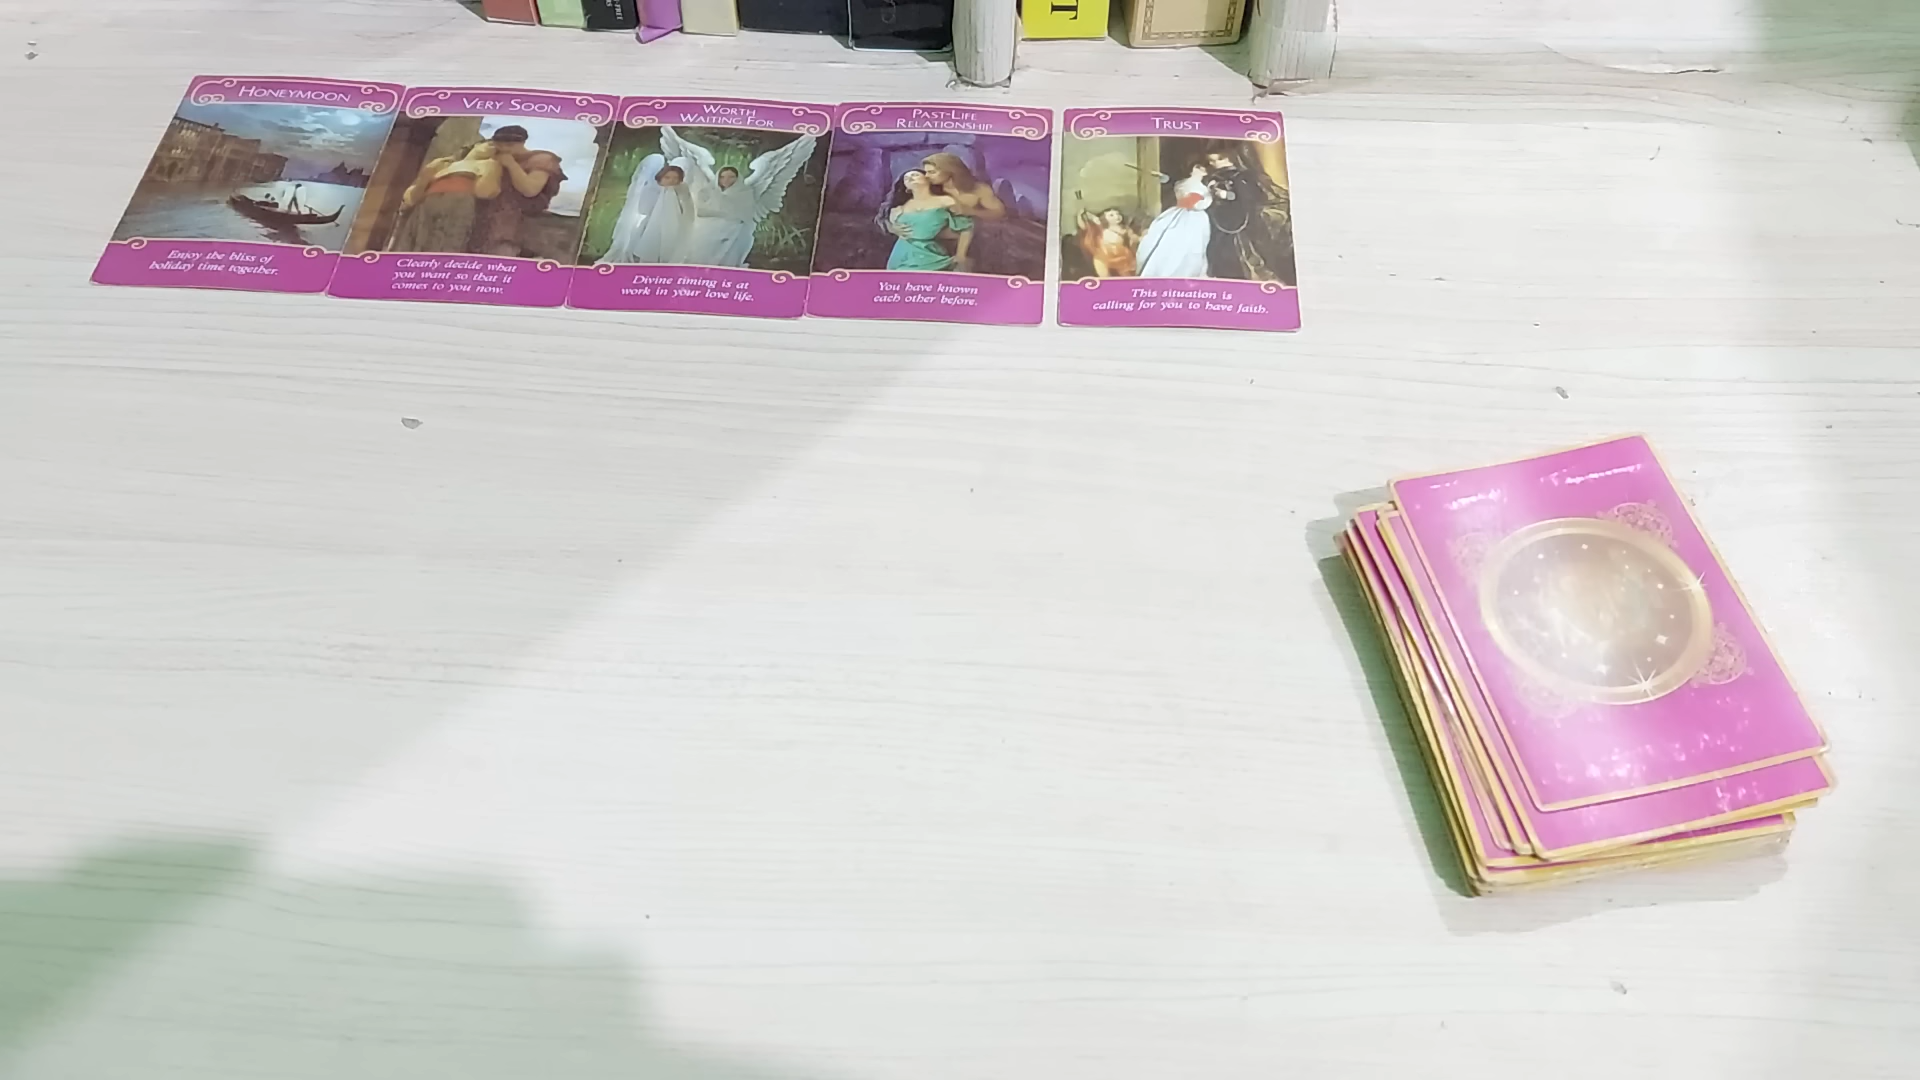 HONEYMOON
Enjoy the bliss of
holiday time together.
VERY SOON
Clearly decide what
you want so that it
comes to you now.
WORTH
WAITING FOR
Divine timing is at
work in your love life.
PAST-LIFE
RELATIONSHIP
You have known
each other before.
TRUST
This situation is
calling for you to have faith.
T